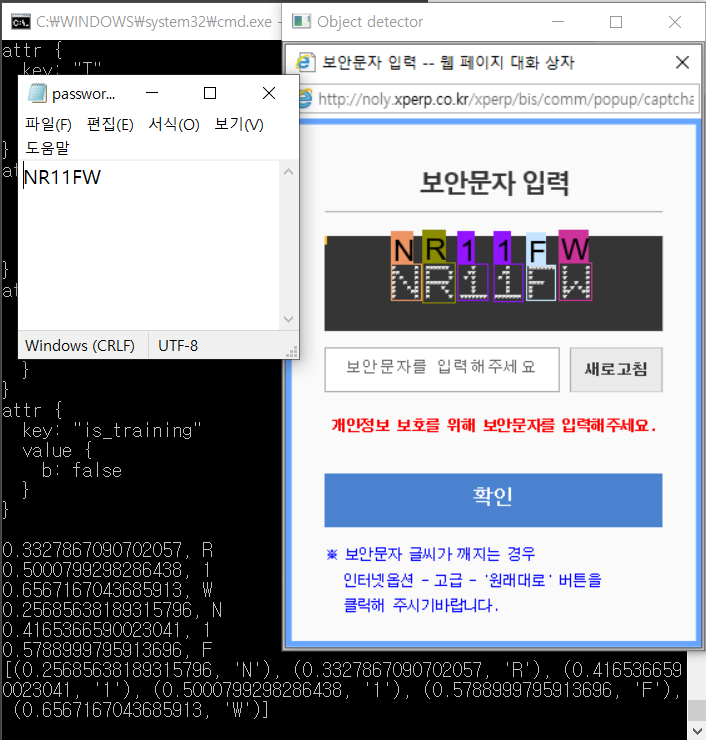 C:₩WINDOWS₩system32₩cmd.exe -
attr {
key: "T"
}
}
}
}
attr {
key: "is_training"
value {
b: false
}
}
0.3327867090702057, R
0.5000799298286438, 1
0.6567167043685913, W
0.25685638189315796, N
0.4165366590023041, 1
0.5788999795913696, F
[(0.25685638189315796, 'N'), (0.3327867090702057, 'R'), (0.416536659
0023041, '1'), (0.5000799298286438, '1'), (0.5788999795913696, 'F'),
(0.6567167043685913, 'W')]
passwor...
파일(F) 편집(E) 서식(O) 보기(V)
도움말
NR11FW
Windows (CRLF) UTF-8
Object detector
보안문자 입력 -- 웹 페이지 대화 상자
http://noly.xperp.co.kr/xperp/bis/comm/popup/captcha
보안문자 입력
N R 1 1 F W
NR11FW
보안문자를 입력해주세요 새로고침
개인정보 보호를 위해 보안문자를 입력해주세요.
확인
※ 보안문자 글씨가 깨지는 경우
인터넷옵션 - 고급 - '원래대로' 버튼을
클릭해 주시기바랍니다.